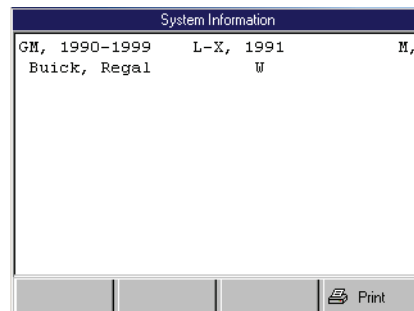 System Information
GM, 1990-1999 L-X, 1991 M,
Buick, Regal W
Print